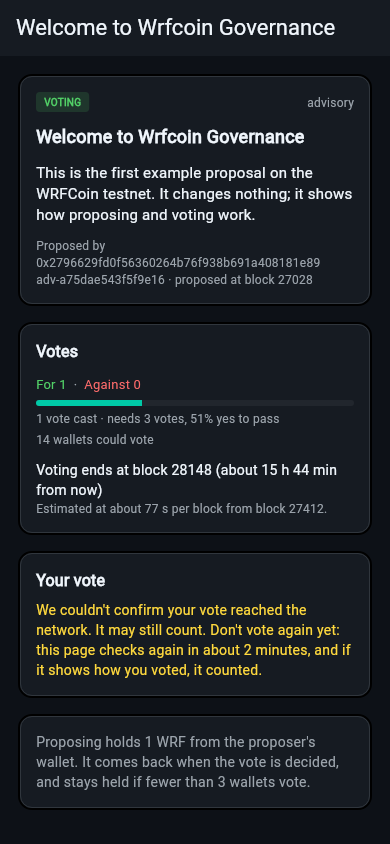 Welcome to Wrfcoin Governance
VOTING
advisory
Welcome to Wrfcoin Governance
This is the first example proposal on the
WRFCoin testnet. It changes nothing; it shows
how proposing and voting work.
Proposed by
0x2796629fd0f56360264b76f938b691a408181e89
adv-a75dae543f5f9e16 · proposed at block 27028
Votes
For 1 · Against 0
1 vote cast · needs 3 votes, 51% yes to pass
14 wallets could vote
Voting ends at block 28148 (about 15 h 44 min
from now)
Estimated at about 77 s per block from block 27412.
Your vote
We couldn't confirm your vote reached the
network. It may still count. Don't vote again yet:
this page checks again in about 2 minutes, and if
it shows how you voted, it counted.
Proposing holds 1 WRF from the proposer's
wallet. It comes back when the vote is decided,
and stays held if fewer than 3 wallets vote.